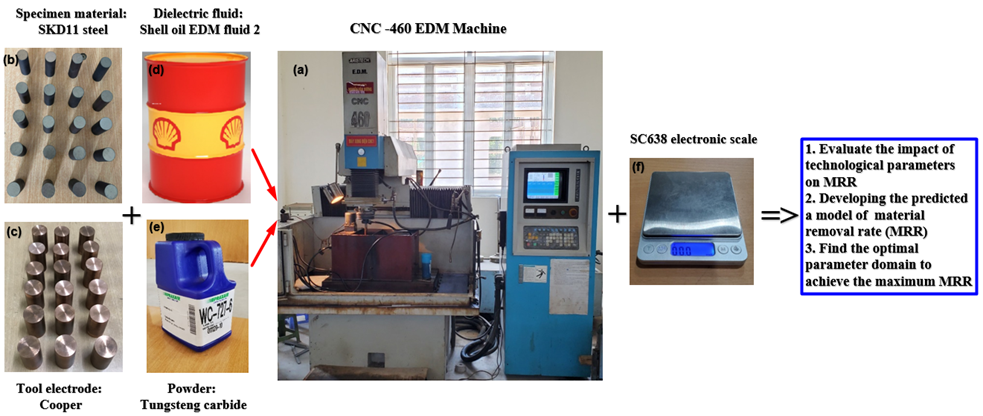 Specimen material:
SKD11 steel
Dielectric fluid:
Shell oil EDM fluid 2
CNC -460 EDM Machine
(b)
(d)
(a)
E.D.M.
CNC
460
SC638 electronic scale
(f)
000
(c)
(e)
WC-727-6
Tool electrode:
Cooper
Powder:
Tungsteng carbide
+
+
=>
1. Evaluate the impact of
technological parameters
on MRR
2. Developing the predicted
a model of  material
removal rate (MRR)
3. Find the optimal
parameter domain to
achieve the maximum MRR